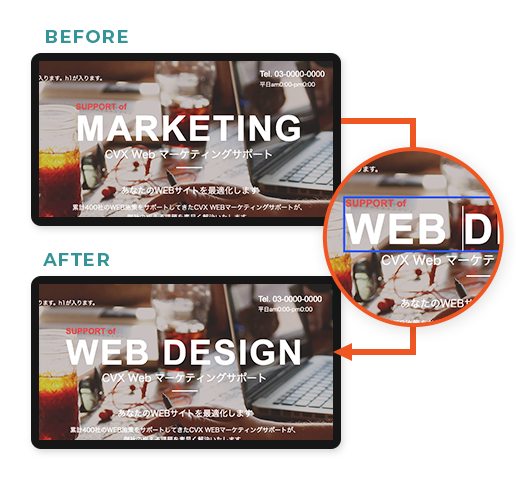 BEFORE
入ります。h1が入ります。
Tel. 03-0000-0000
平日am0:00-pm0:00
SUPPORT of
MARKETING
CVX Web マーケティングサポート
あなたのWEBサイトを最適化します
累計400社のWEB集客をサポートしてきたCVX WEBマーケティングサポートが、
ります。
SUPPORT of
WEB D
CVX Web マーケテ
あなたのWEBサ
AFTER
ります。h1が入ります。
Tel. 03-0000-0000
平日am0:00-pm0:00
SUPPORT of
WEB DESIGN
CVX Web マーケティングサポート
あなたのWEBサイトを最適化します
累計400社のWEB集客をサポートしてきたCVX WEBマーケティングサポートが、